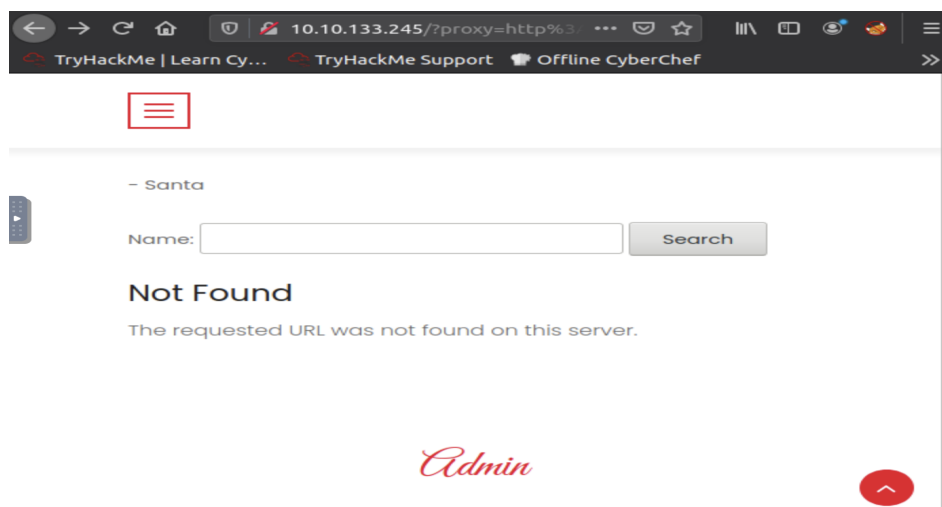 10.10.133.245/?proxy=http%3/
TryHackMe | Learn Cy... TryHackMe Support Offline CyberChef
- Santa
Name: Search
Not Found
The requested URL was not found on this server.
Admin